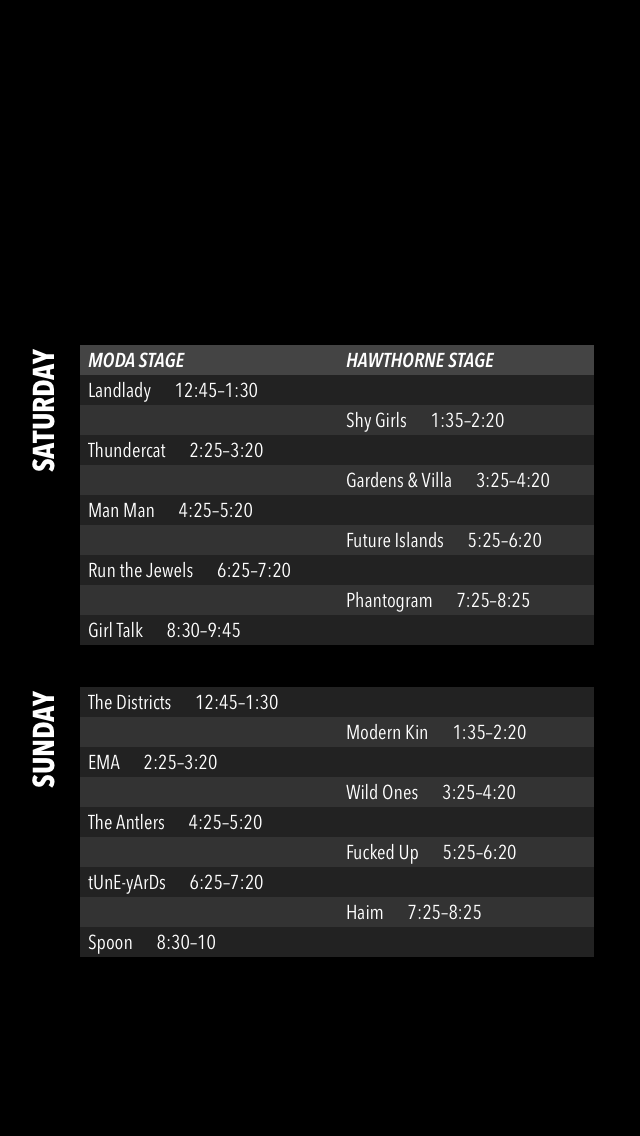 SATURDAY
MODA STAGE HAWTHORNE STAGE
Landlady 12:45–1:30
Shy Girls 1:35–2:20
Thundercat 2:25–3:20
Gardens & Villa 3:25–4:20
Man Man 4:25–5:20
Future Islands 5:25–6:20
Run the Jewels 6:25–7:20
Phantogram 7:25–8:25
Girl Talk 8:30–9:45
SUNDAY
The Districts 12:45–1:30
Modern Kin 1:35–2:20
EMA 2:25–3:20
Wild Ones 3:25–4:20
The Antlers 4:25–5:20
Fucked Up 5:25–6:20
tUnE-yArDs 6:25–7:20
Haim 7:25–8:25
Spoon 8:30–10